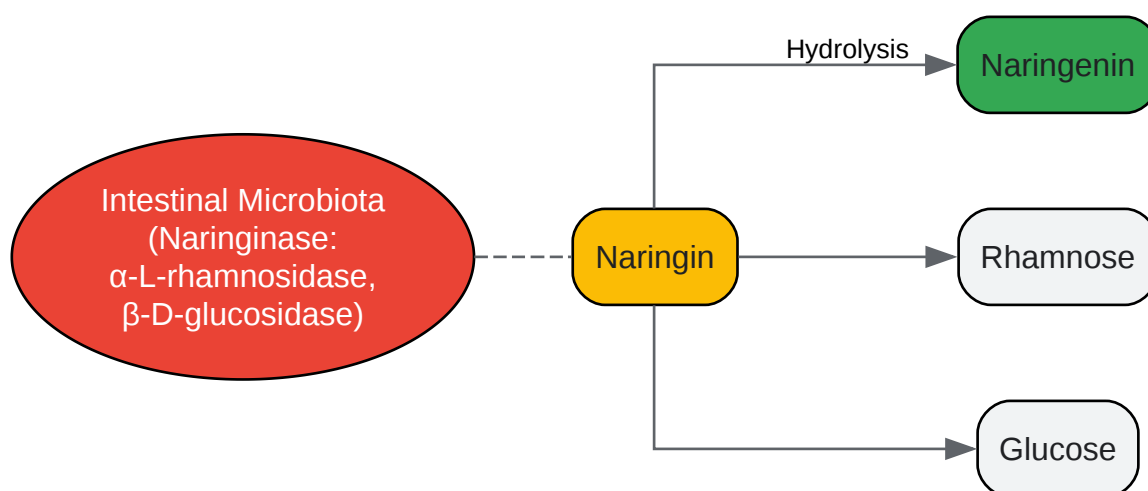 Hydrolysis
Naringenin
Intestinal Microbiota
(Naringinase:
α-L-rhamnosidase,
β-D-glucosidase)
Naringin
Rhamnose
Glucose